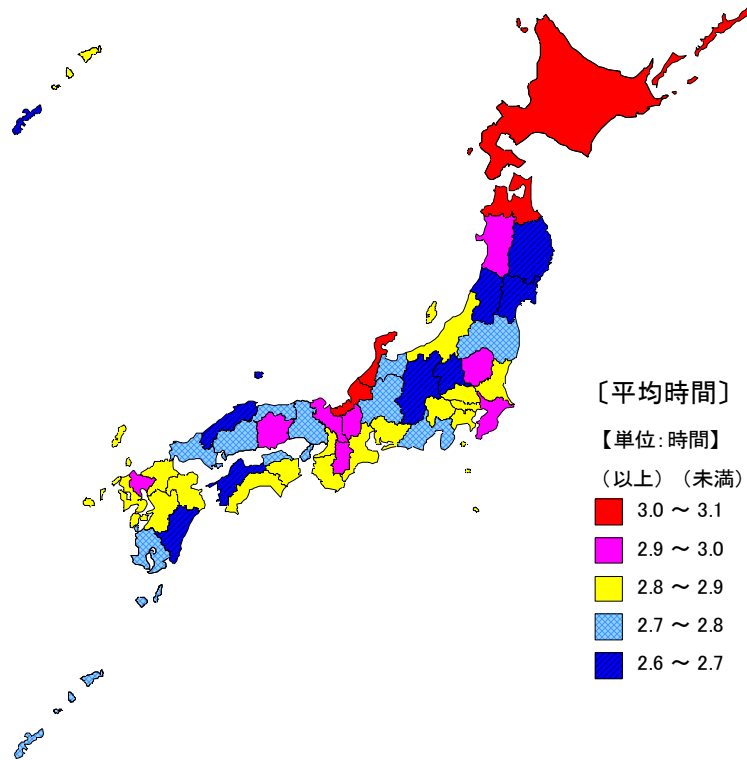 〔平均時間〕
【単位：時間】
（以上）（未満）
3.0 ～ 3.1
2.9 ～ 3.0
2.8 ～ 2.9
2.7 ～ 2.8
2.6 ～ 2.7